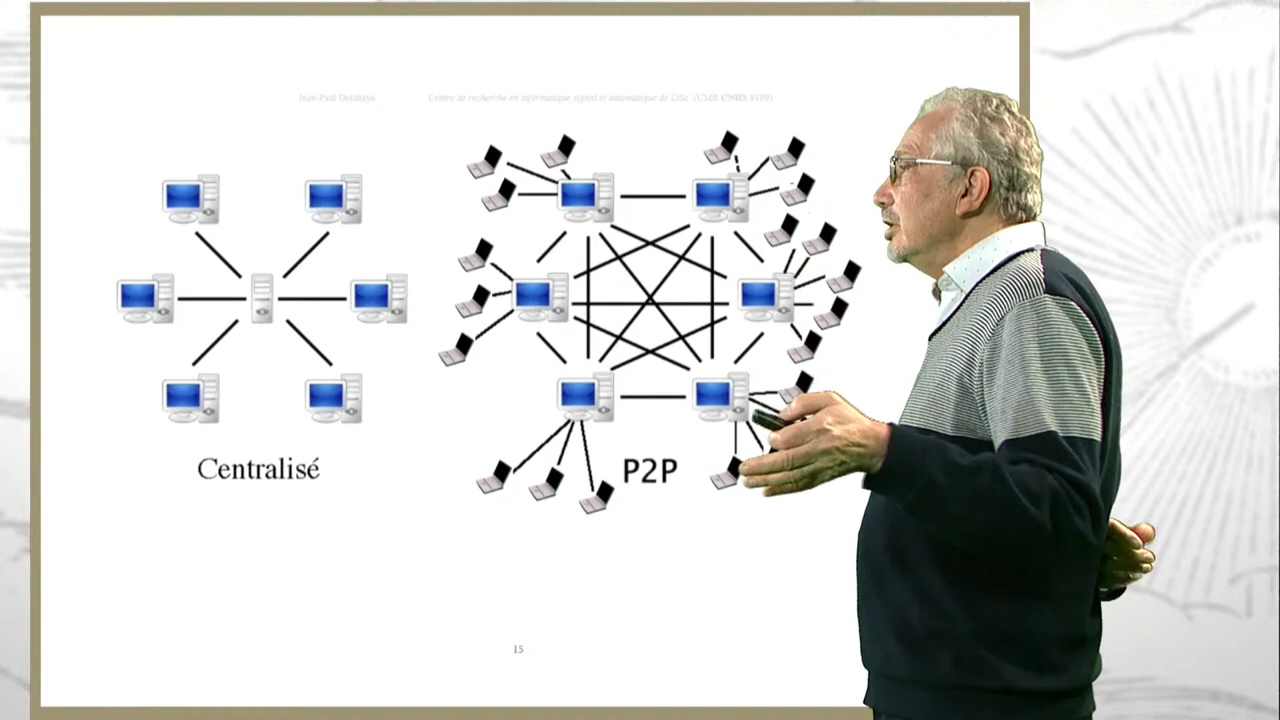 Jean-Paul Delahaye Centre de recherche en informatique signal et automatique de Lille (UMR CNRS 9189)
Centralisé
P2P
15